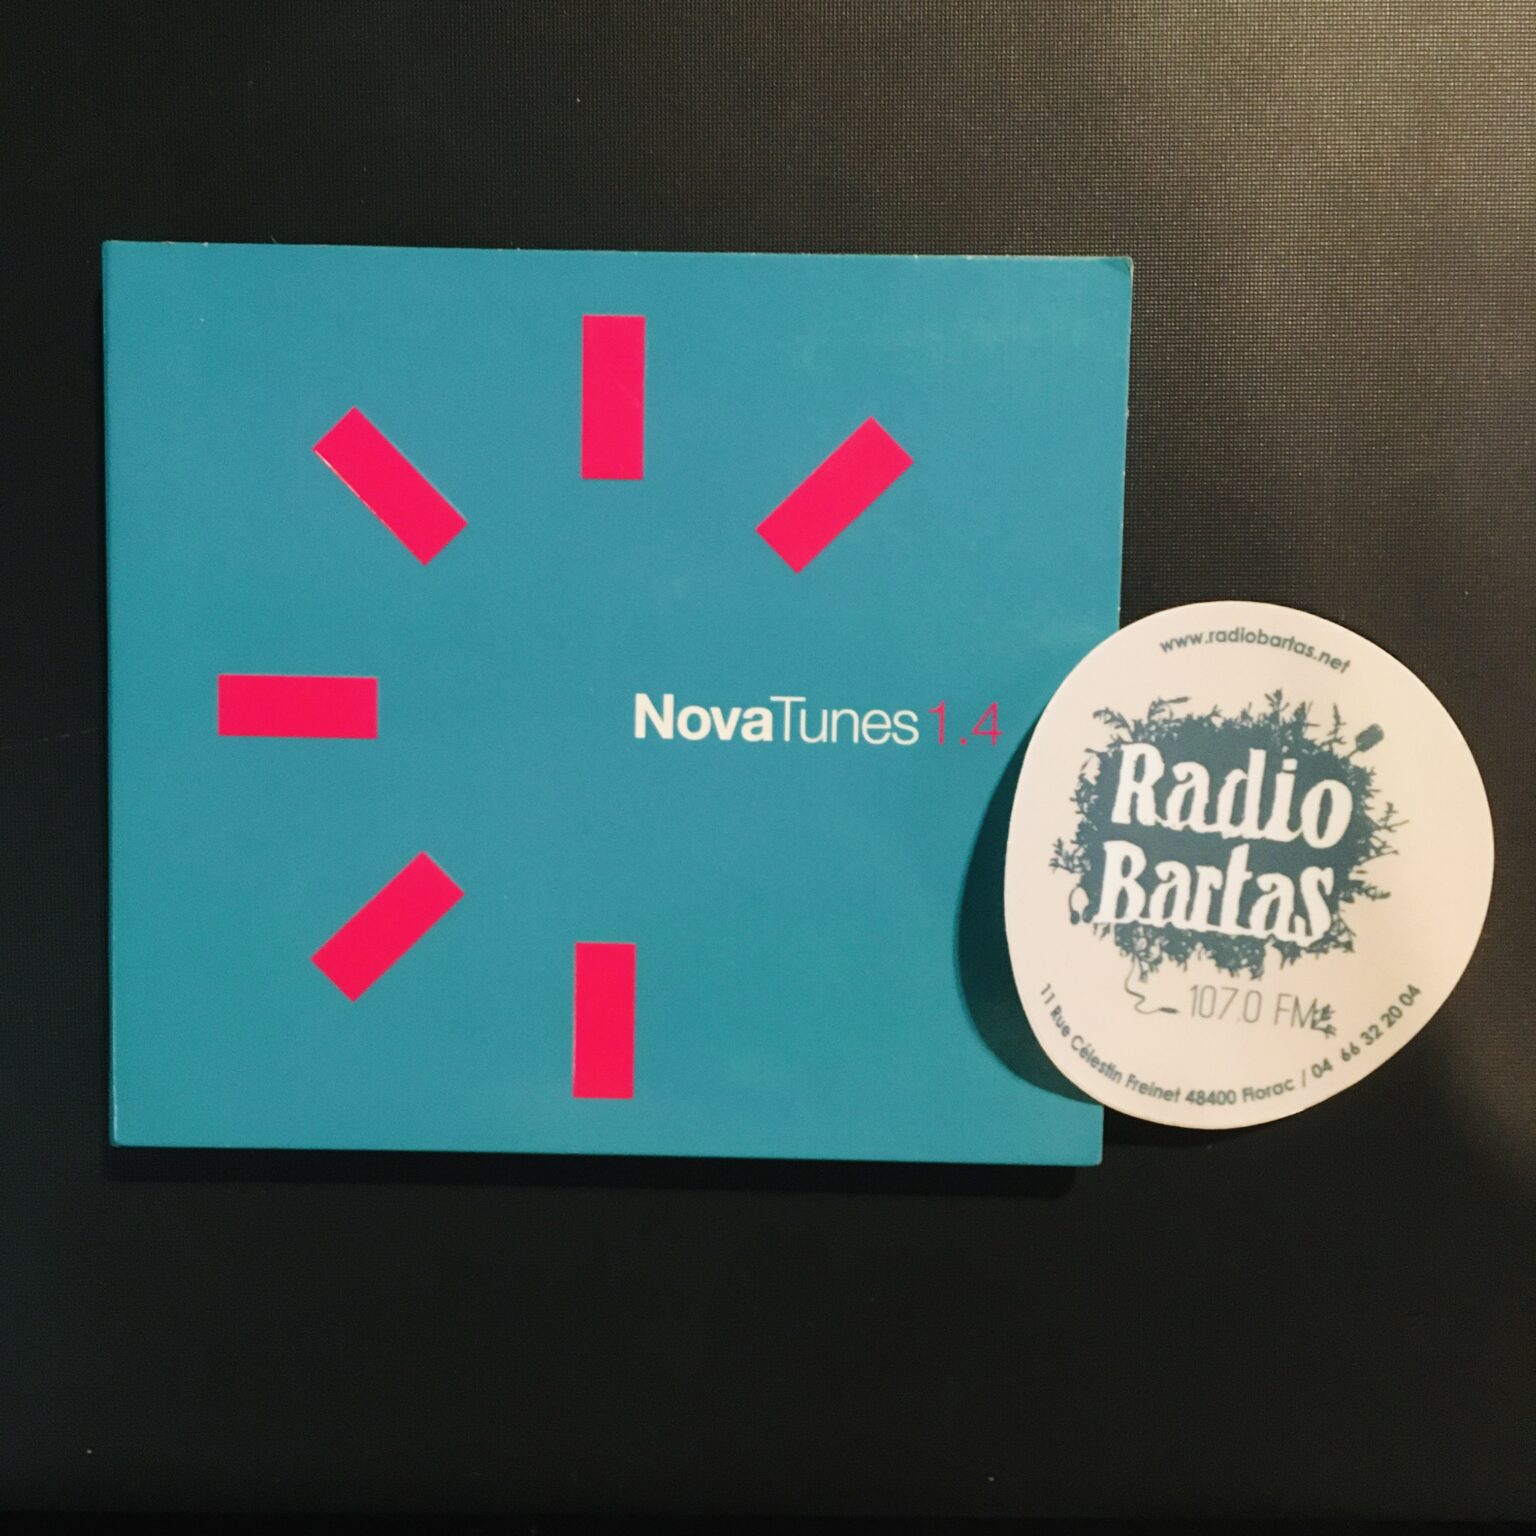 NovaTunes 1.4
www.radiobartas.net
Radio
Bartas
107.0 FM
11 Rue Célestin Freinet 48400 Florac / 04 66 32 20 04